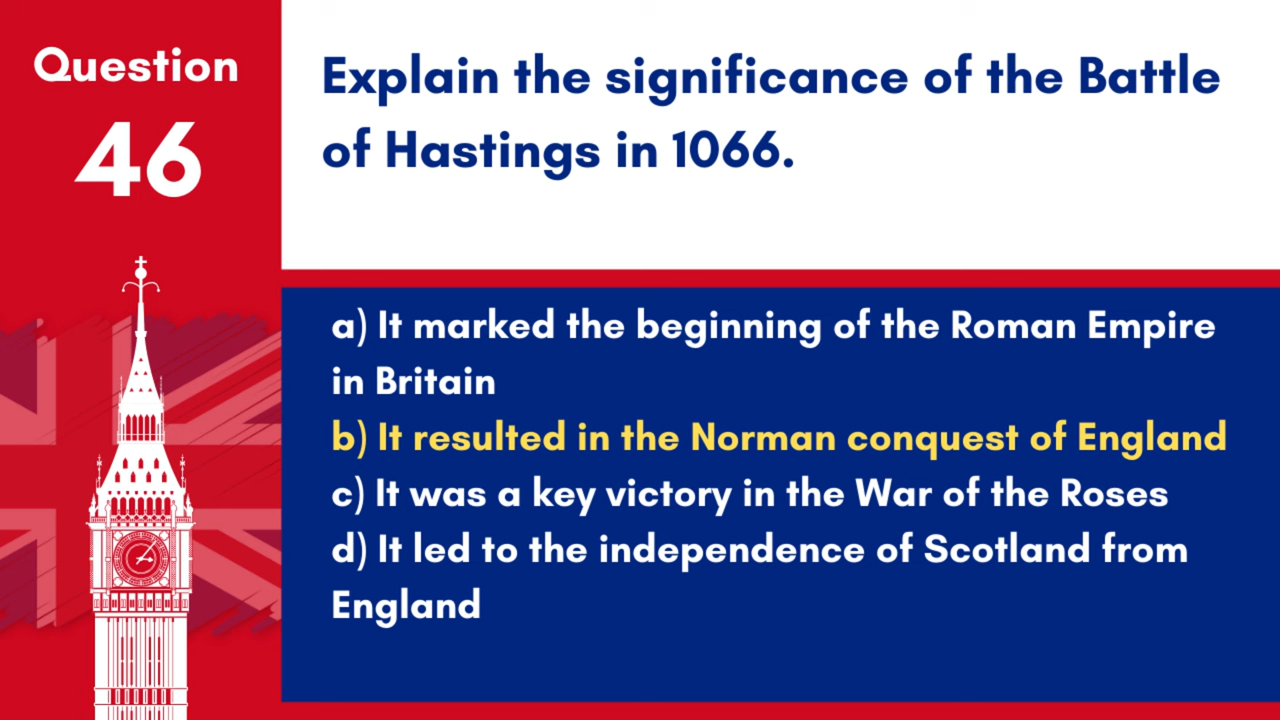 Question
46
Explain the significance of the Battle
of Hastings in 1066.
a) It marked the beginning of the Roman Empire
in Britain
b) It resulted in the Norman conquest of England
c) It was a key victory in the War of the Roses
d) It led to the independence of Scotland from
England